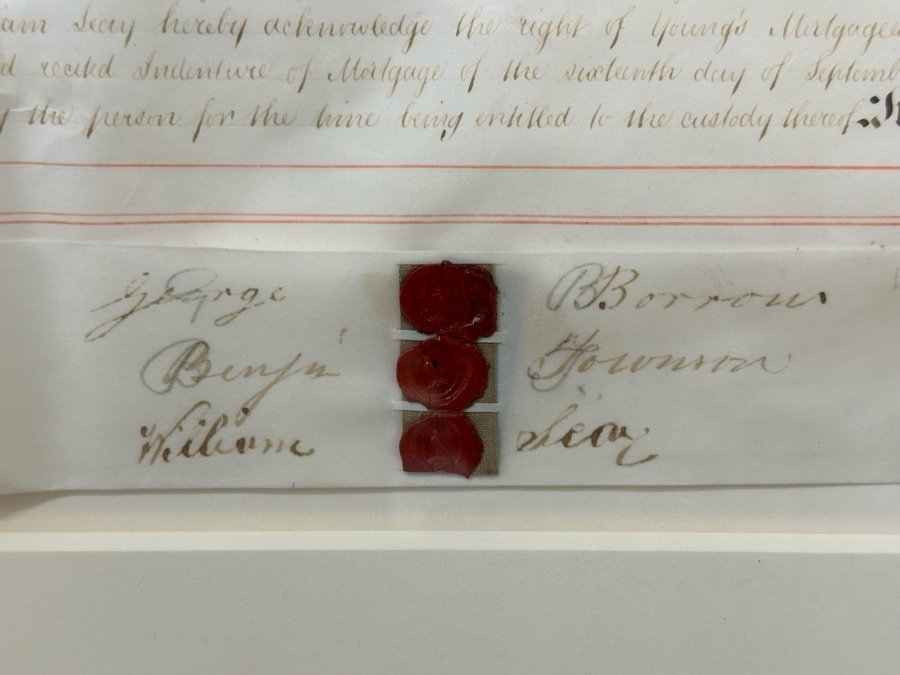 am Seay hereby acknowledge the right of Young's Mortgagee
d recited Indenture of Mortgage of the sixteenth day of Septemb
the person for the time being entitled to the custody thereof
George Borrow
Benjn Townson
William Seay